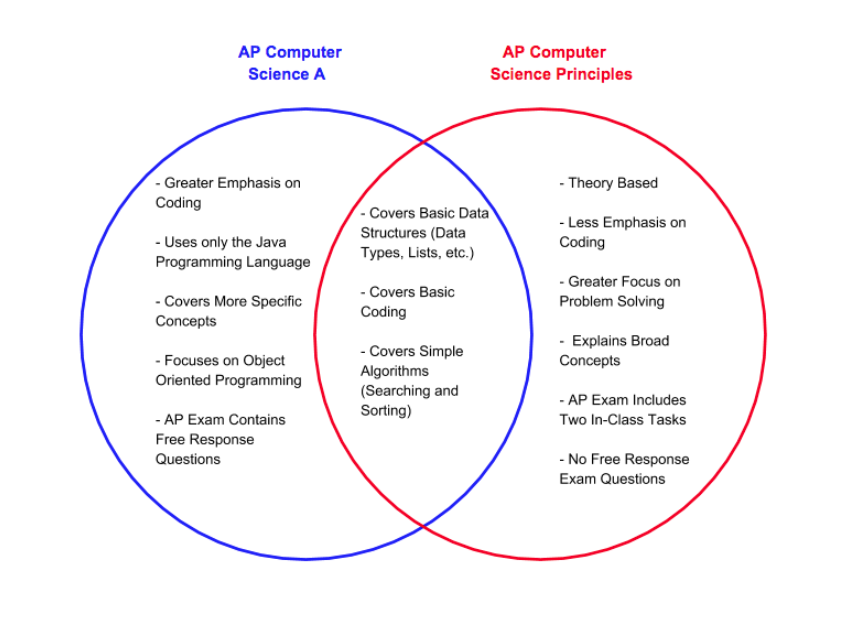 AP Computer
Science A
AP Computer
Science Principles
- Greater Emphasis on
Coding
- Uses only the Java
Programming Language
- Covers More Specific
Concepts
- Focuses on Object
Oriented Programming
- AP Exam Contains
Free Response
Questions
- Covers Basic Data
Structures (Data
Types, Lists, etc.)
- Covers Basic
Coding
- Covers Simple
Algorithms
(Searching and
Sorting)
- Theory Based
- Less Emphasis on
Coding
- Greater Focus on
Problem Solving
- Explains Broad
Concepts
- AP Exam Includes
Two In-Class Tasks
- No Free Response
Exam Questions